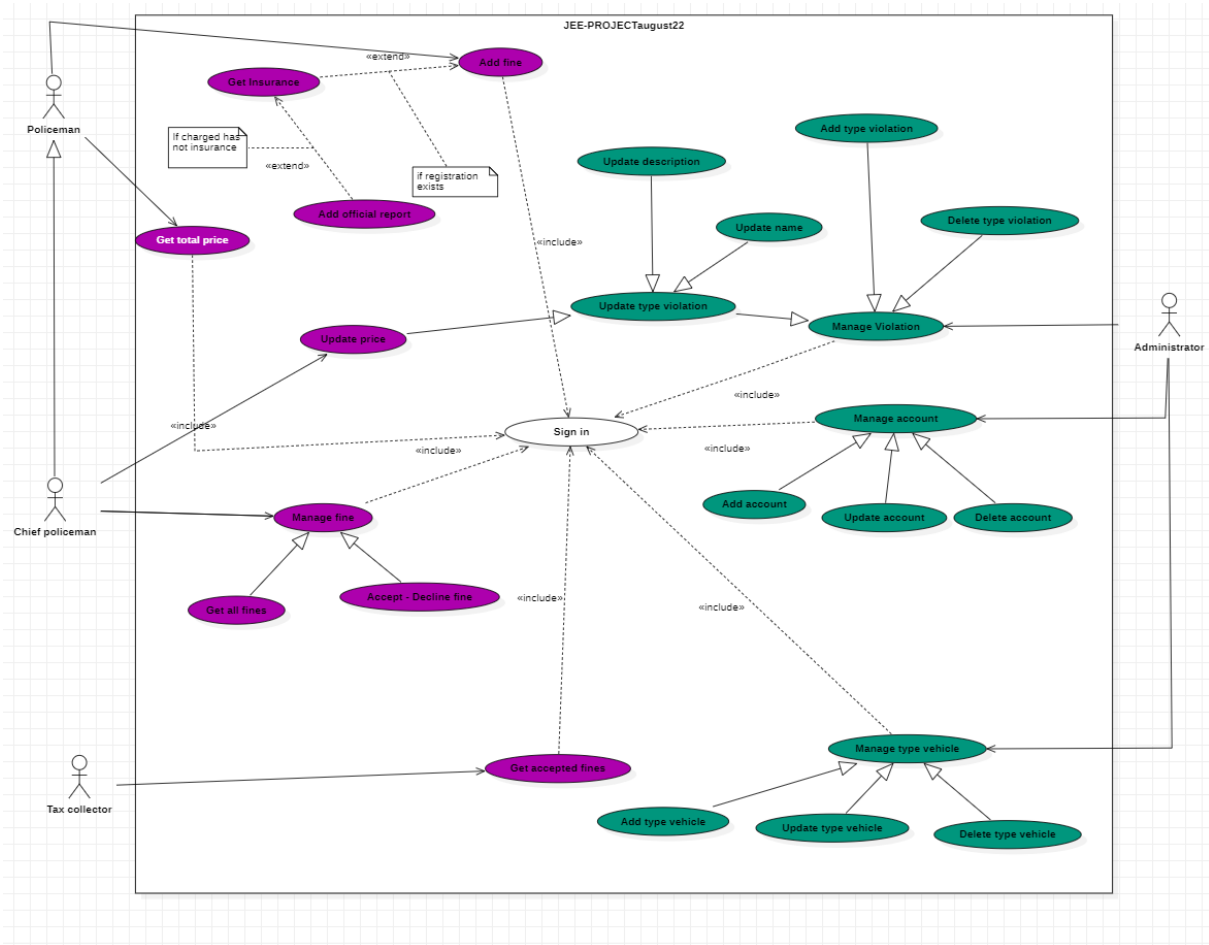 JEE-PROJECTaugust22
«extend»
Add fine
Get Insurance
Policeman
If charged has
not insurance
«extend»
if registration
exists
Add official report
Get total price
Add type violation
Update description
Update name
Delete type violation
«include»
Update type violation
Manage Violation
Update price
Administrator
«include»
«include»
Sign in
«include»
Manage account
«include»
Add account
Update account
Delete account
Chief policeman
Manage fine
Get all fines
Accept - Decline fine
«include»
«include»
Manage type vehicle
Get accepted fines
Tax collector
Add type vehicle
Update type vehicle
Delete type vehicle